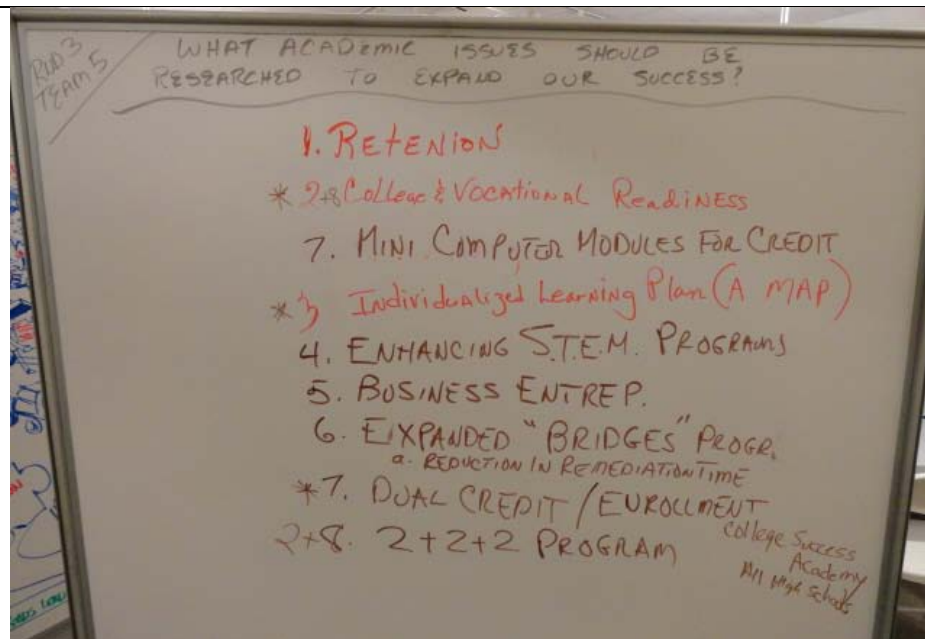 RND 3
TEAM 5
WHAT ACADEMIC ISSUES SHOULD BE
RESEARCHED TO EXPAND OUR SUCCESS?
1. RETENION
* 2+8 College & VOCATIONAL ReadiNESS
7. MINI COMPUTER MODULES FOR CREDIT
* 3 Individualized Learning Plan (A MAP)
4. ENHANCING S.T.E.M. PROGRAMS
5. BUSINESS ENTREP.
6. EXPANDED "BRIDGES" PROGR.
a. REDUCTION IN REMEDIATION TIME
*7. DUAL CREDIT / ENROLLMENT
2+8. 2+2+2 PROGRAM
College Success
Academy
All High Schools